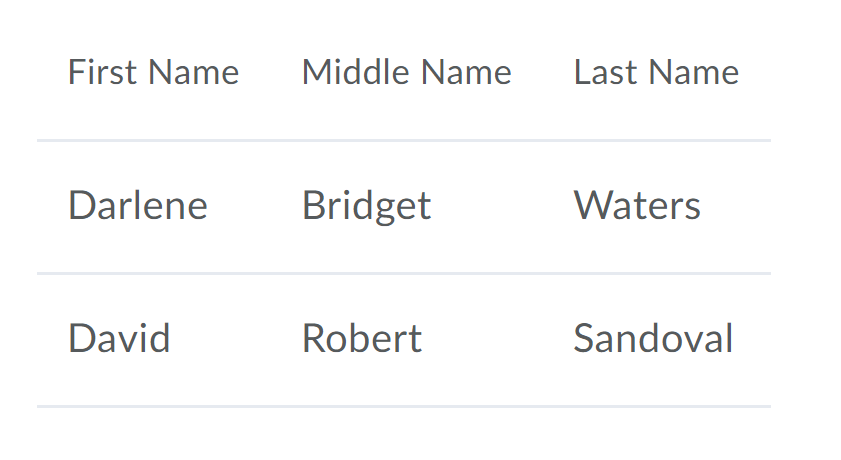 First Name Middle Name Last Name
Darlene Bridget Waters
David Robert Sandoval